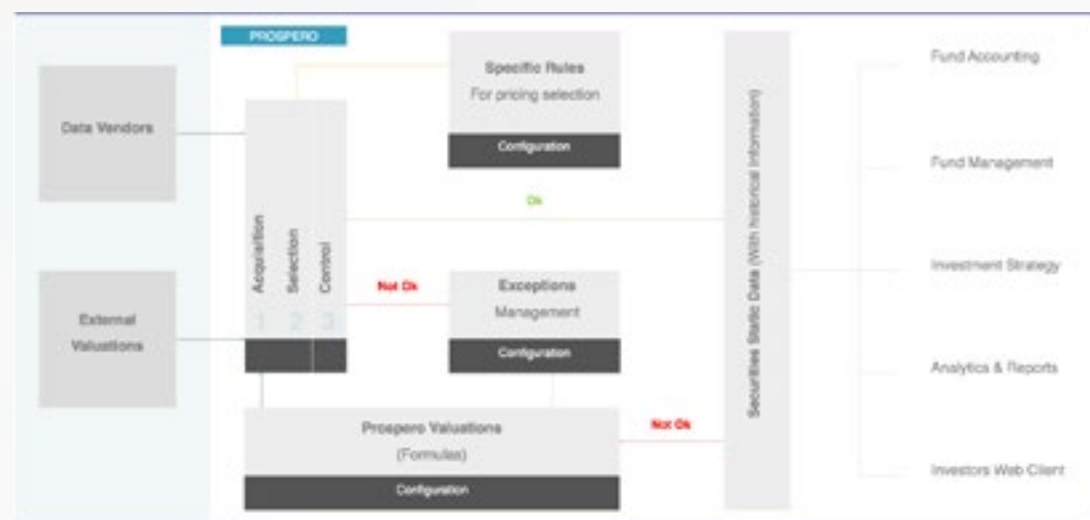 PROSPERO
Data Vendors
External
Valuations
Acquisition
Selection
Control
1
2
3
Specific Rules
For pricing selection
Configuration
Ok
Not Ok
Exceptions
Management
Configuration
Prospero Valuations
(Formulas)
Configuration
Not Ok
Securities Static Data (With historical information)
Fund Accounting
Fund Management
Investment Strategy
Analytics & Reports
Investors Web Client